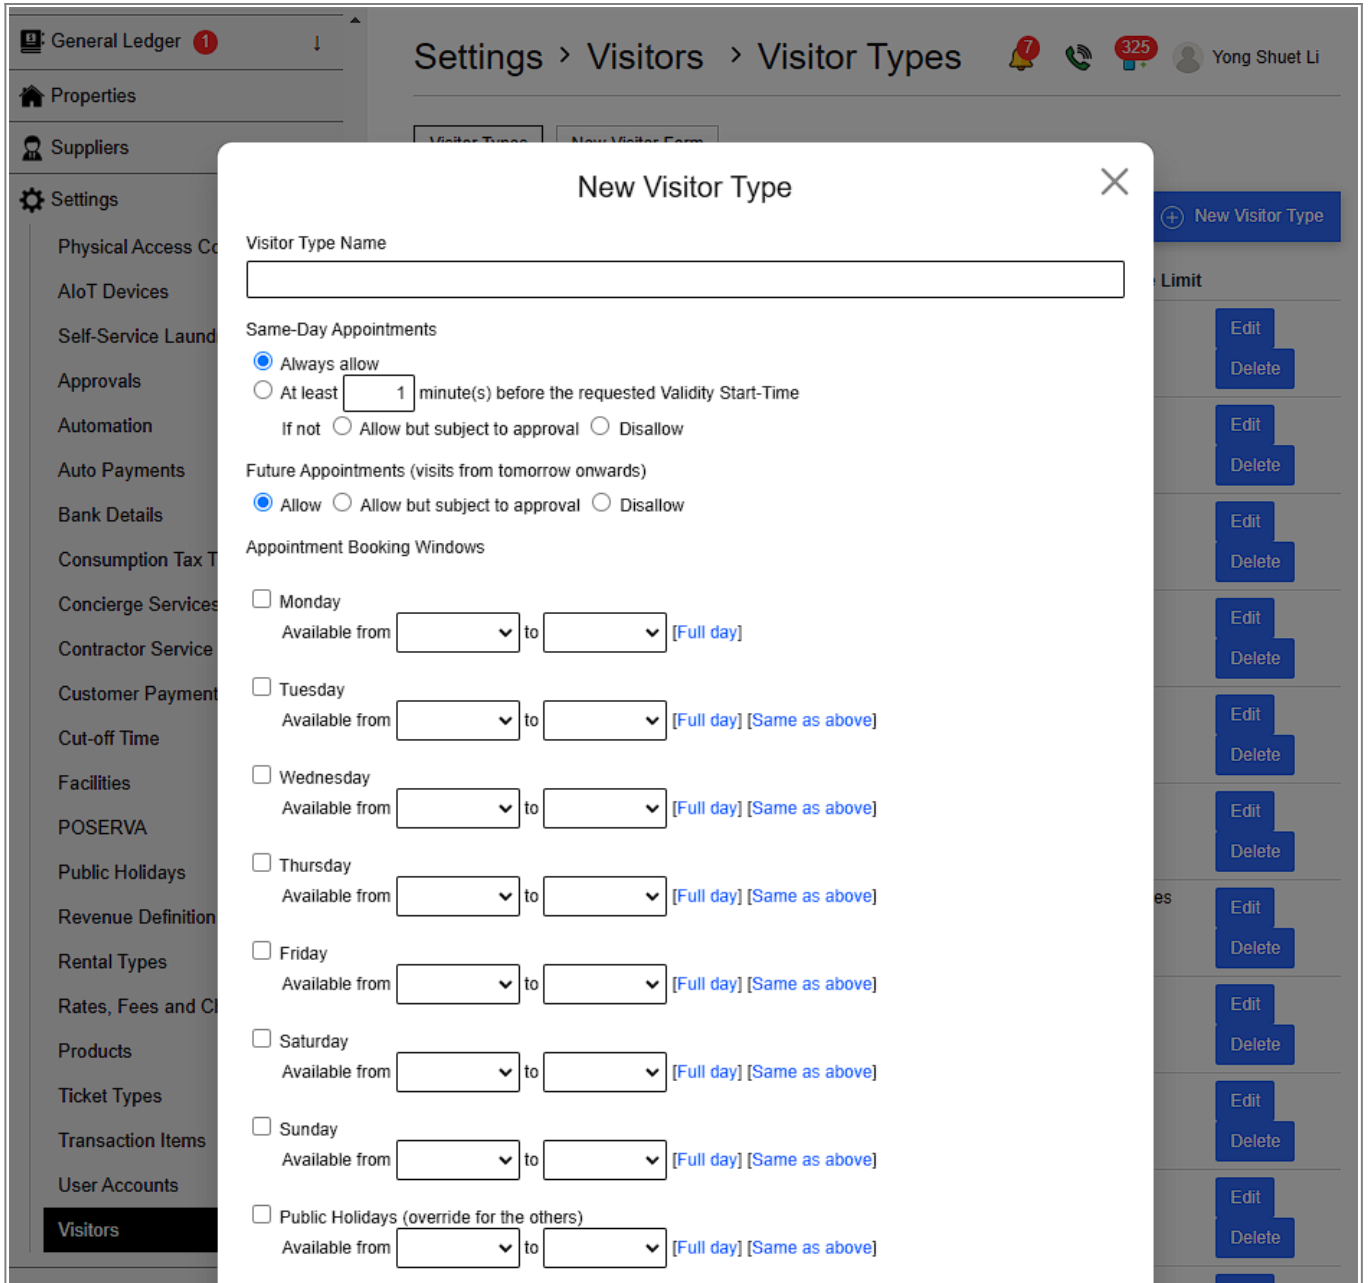 General Ledger 1 ↓
Settings › Visitors › Visitor Types
7
325
Yong Shuet Li
Properties
Suppliers
Visitor Types
New Visitor Form
Settings
Physical Access Co
AIoT Devices
Self-Service Laund
Approvals
Automation
Auto Payments
Bank Details
Consumption Tax T
Concierge Services
Contractor Service
Customer Payment
Cut-off Time
Facilities
POSERVA
Public Holidays
Revenue Definition
Rental Types
Rates, Fees and Ch
Products
Ticket Types
Transaction Items
User Accounts
Visitors
New Visitor Type
Visitor Type Name
Same-Day Appointments
Always allow
At least 1 minute(s) before the requested Validity Start-Time
If not Allow but subject to approval Disallow
Future Appointments (visits from tomorrow onwards)
Allow Allow but subject to approval Disallow
Appointment Booking Windows
Monday
Available from to [Full day]
Tuesday
Available from to [Full day] [Same as above]
Wednesday
Available from to [Full day] [Same as above]
Thursday
Available from to [Full day] [Same as above]
Friday
Available from to [Full day] [Same as above]
Saturday
Available from to [Full day] [Same as above]
Sunday
Available from to [Full day] [Same as above]
Public Holidays (override for the others)
Available from to [Full day] [Same as above]
New Visitor Type
Limit
Edit
Delete
Edit
Delete
Edit
Delete
Edit
Delete
Edit
Delete
Edit
Delete
es
Edit
Delete
Edit
Delete
Edit
Delete
Edit
Delete